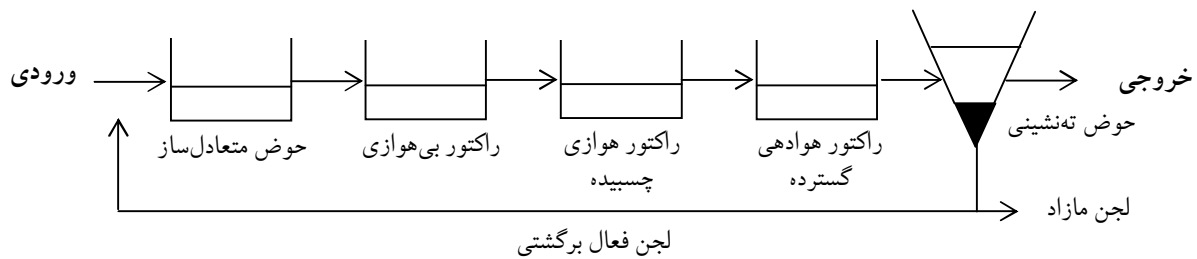 ورودی
حوض متعادل‌ساز
راکتور بی‌هوازی
راکتور هوازی
چسبیده
راکتور هوادهی
گسترده
خروجی
حوض ته‌نشینی
لجن مازاد
لجن فعال برگشتی